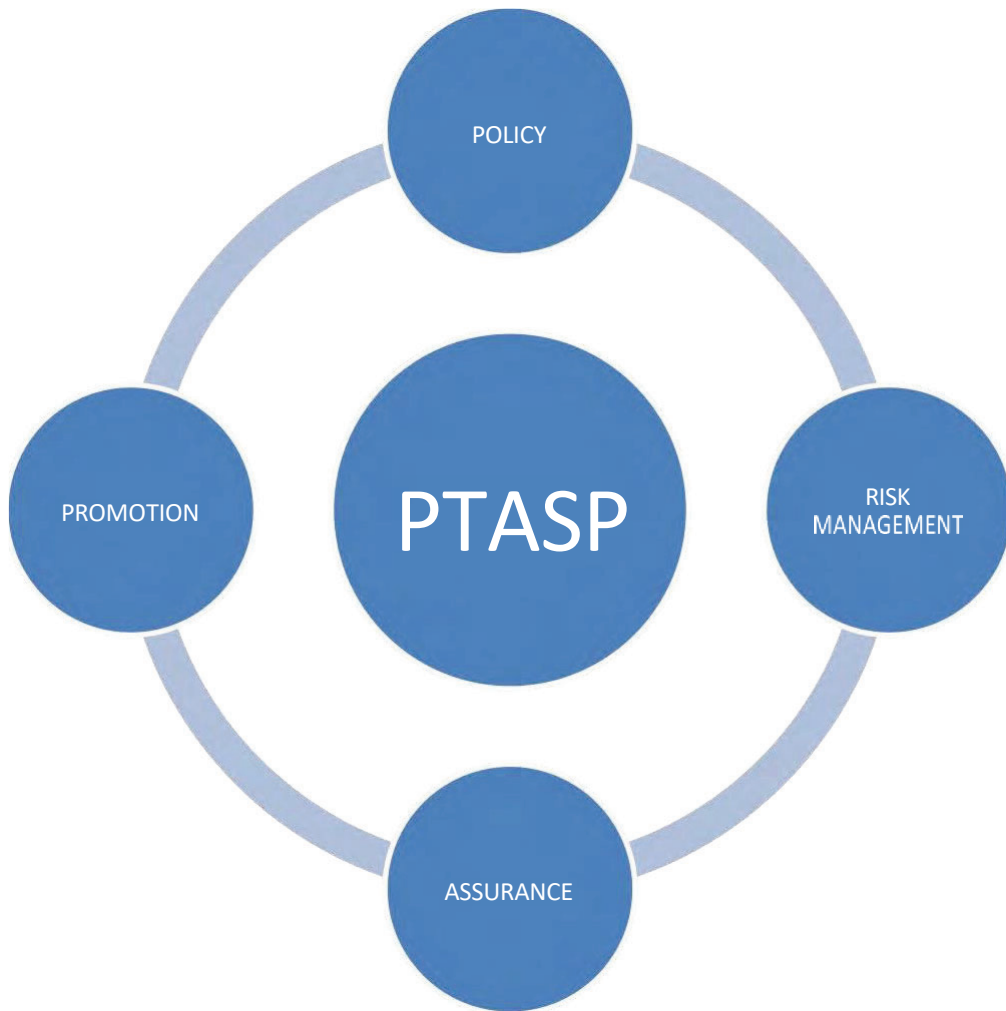 POLICY
PROMOTION
PTASP
RISK
MANAGEMENT
ASSURANCE